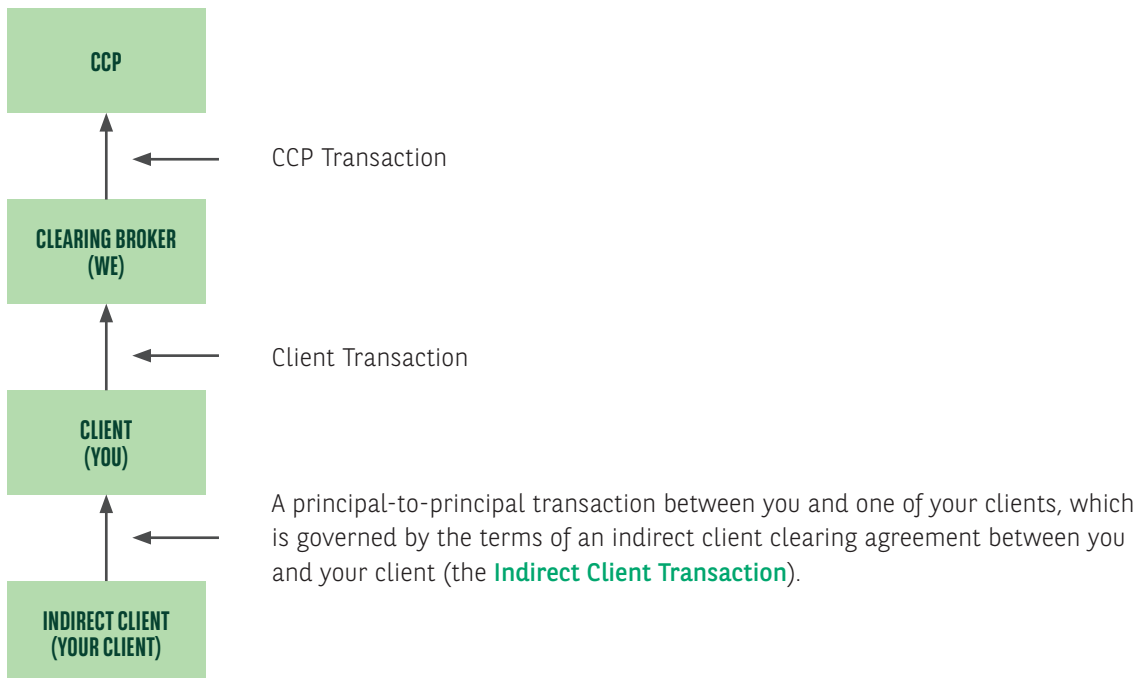 CCP
CCP Transaction
CLEARING BROKER
(WE)
Client Transaction
CLIENT
(YOU)
A principal-to-principal transaction between you and one of your clients, which
is governed by the terms of an indirect client clearing agreement between you
and your client (the Indirect Client Transaction).
INDIRECT CLIENT
(YOUR CLIENT)